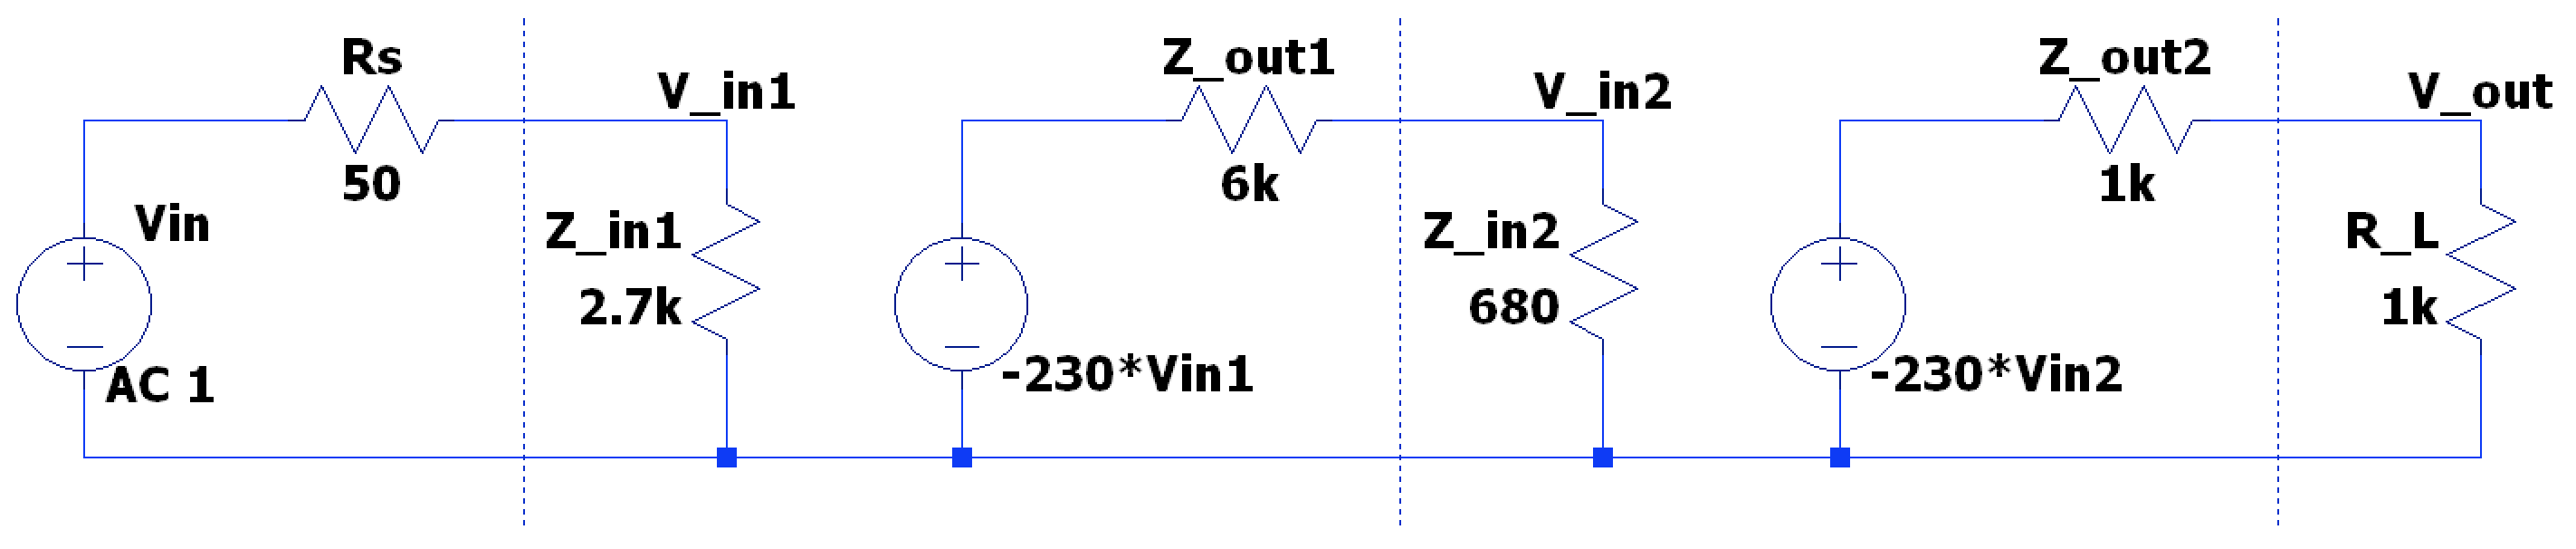 Rs
50
Vin
AC 1
V_in1
Z_in1
2.7k
Z_out1
6k
-230*Vin1
V_in2
Z_in2
680
Z_out2
1k
-230*Vin2
V_out
R_L
1k